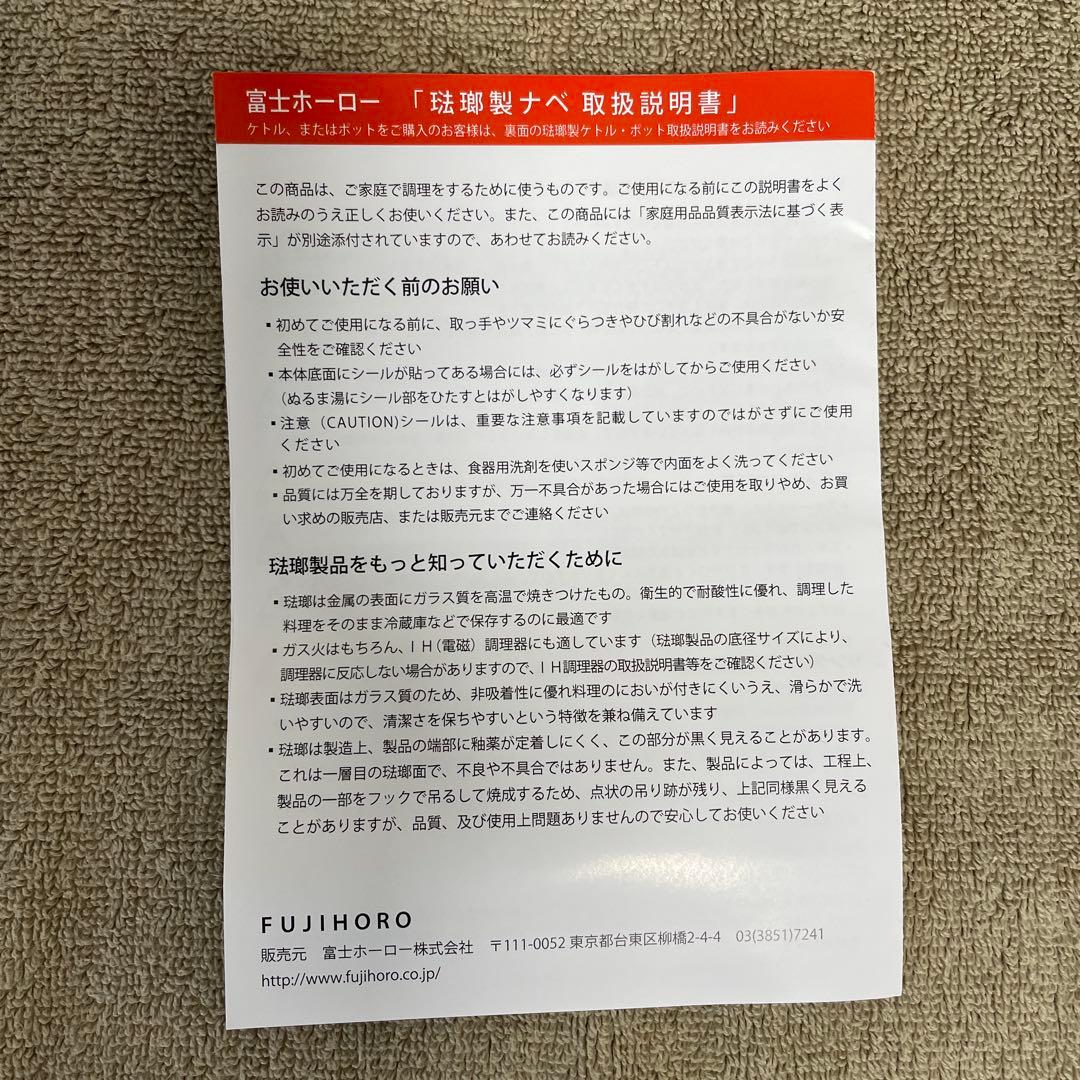 富士ホーロー 「琺瑯製ナベ 取扱説明書」
ケトル、またはポットをご購入のお客様は、裏面の琺瑯製ケトル・ポット取扱説明書をお読みください
この商品は、ご家庭で調理をするために使うものです。ご使用になる前にこの説明書をよく
お読みのうえ正しくお使いください。また、この商品には「家庭用品品質表示法に基づく表
示」が別途添付されていますので、あわせてお読みください。
お使いいただく前のお願い
▪初めてご使用になる前に、取っ手やツマミにぐらつきやひび割れなどの不具合がないか安
全性をご確認ください
▪本体底面にシールが貼ってある場合には、必ずシールをはがしてからご使用ください
（ぬるま湯にシール部をひたすとはがしやすくなります）
▪注意（CAUTION)シールは、重要な注意事項を記載していますのではがさずにご使用
ください
▪初めてご使用になるときは、食器用洗剤を使いスポンジ等で内面をよく洗ってください
▪品質には万全を期しておりますが、万一不具合があった場合にはご使用を取りやめ、お買
い求めの販売店、または販売元までご連絡ください
琺瑯製品をもっと知っていただくために
▪琺瑯は金属の表面にガラス質を高温で焼きつけたもの。衛生的で耐酸性に優れ、調理した
料理をそのまま冷蔵庫などで保存するのに最適です
▪ガス火はもちろん、ＩＨ（電磁）調理器にも適しています（琺瑯製品の底径サイズにより、
調理器に反応しない場合がありますので、ＩＨ調理器の取扱説明書等をご確認ください）
▪琺瑯表面はガラス質のため、非吸着性に優れ料理のにおいが付きにくいうえ、滑らかで洗
いやすいので、清潔さを保ちやすいという特徴を兼ね備えています
▪琺瑯は製造上、製品の端部に釉薬が定着しにくく、この部分が黒く見えることがあります。
これは一層目の琺瑯面で、不良や不具合ではありません。また、製品によっては、工程上、
製品の一部をフックで吊るして焼成するため、点状の吊り跡が残り、上記同様黒く見える
ことがありますが、品質、及び使用上問題ありませんので安心してお使いください
FUJIHORO
販売元 富士ホーロー株式会社 〒111-0052 東京都台東区柳橋2-4-4 03(3851)7241
http://www.fujihoro.co.jp/